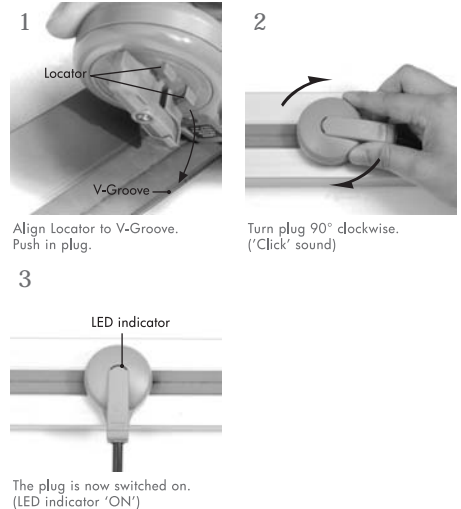 1
Locator
V-Groove
Align Locator to V-Groove.
Push in plug.
2
Turn plug 90° clockwise.
('Click' sound)
3
LED indicator
The plug is now switched on.
(LED indicator 'ON')